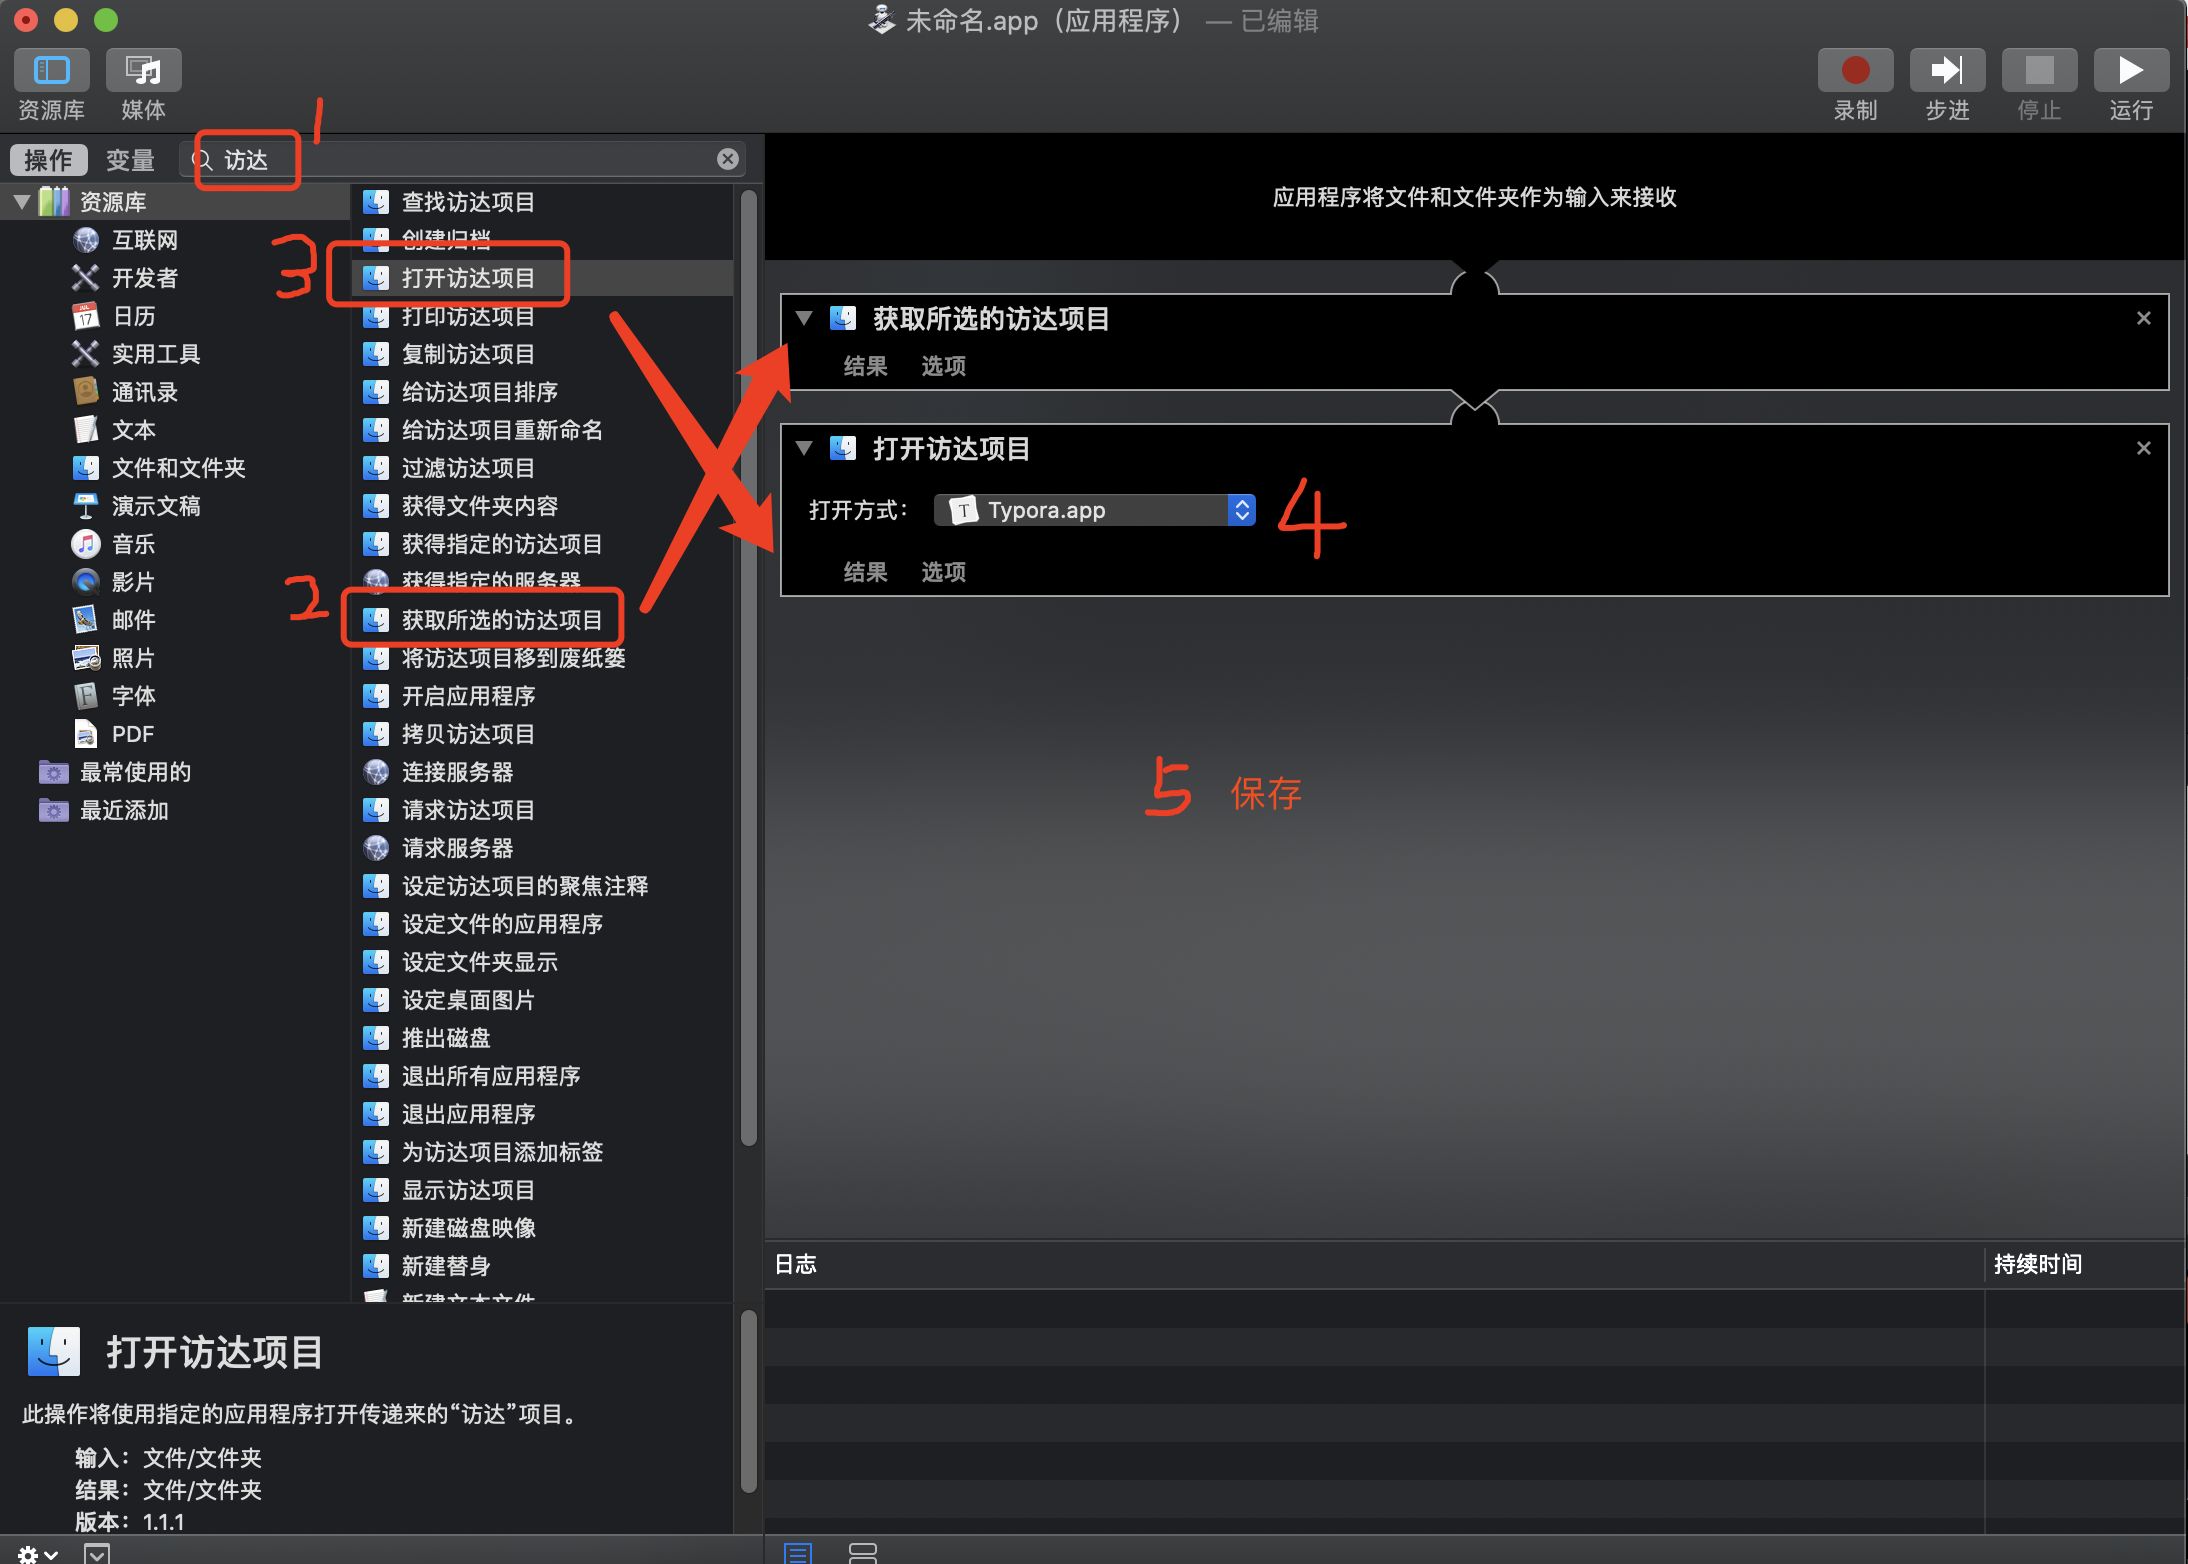 未命名.app（应用程序） — 已编辑
资源库
媒体
录制
步进
停止
运行
1
操作
变量
访达
应用程序将文件和文件夹作为输入来接收
资源库
互联网
开发者
日历
JUL
17
实用工具
通讯录
文本
文件和文件夹
演示文稿
音乐
影片
邮件
照片
字体
PDF
最常使用的
最近添加
3
2
查找访达项目
创建归档
打开访达项目
打印访达项目
复制访达项目
给访达项目排序
给访达项目重新命名
过滤访达项目
获得文件夹内容
获得指定的访达项目
获得指定的服务器
获取所选的访达项目
将访达项目移到废纸篓
开启应用程序
拷贝访达项目
连接服务器
请求访达项目
请求服务器
设定访达项目的聚焦注释
设定文件的应用程序
设定文件夹显示
设定桌面图片
推出磁盘
退出所有应用程序
退出应用程序
为访达项目添加标签
显示访达项目
新建磁盘映像
新建替身
新建文本文件
获取所选的访达项目
结果 选项
打开访达项目
打开方式： Typora.app
4
结果 选项
5 保存
日志
持续时间
打开访达项目
此操作将使用指定的应用程序打开传递来的“访达”项目。
输入：文件/文件夹
结果：文件/文件夹
版本：1.1.1